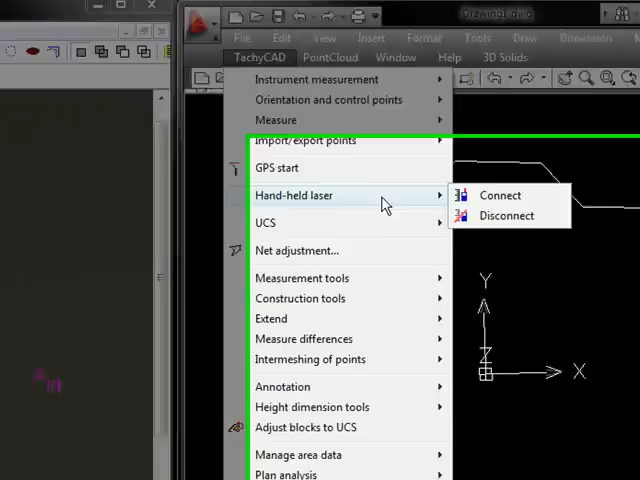 Drawing1.dwg
File Edit View Insert Format Tools Draw Dimension Modify
TachyCAD PointCloud Window Help 3D Solids
Instrument measurement
Orientation and control points
Measure
Import/export points
GPS start
Hand-held laser
Connect
Disconnect
UCS
Net adjustment...
Measurement tools
Construction tools
Extend
Measure differences
Intermeshing of points
Annotation
Height dimension tools
Adjust blocks to UCS
Manage area data
Plan analysis
Y
Z
X